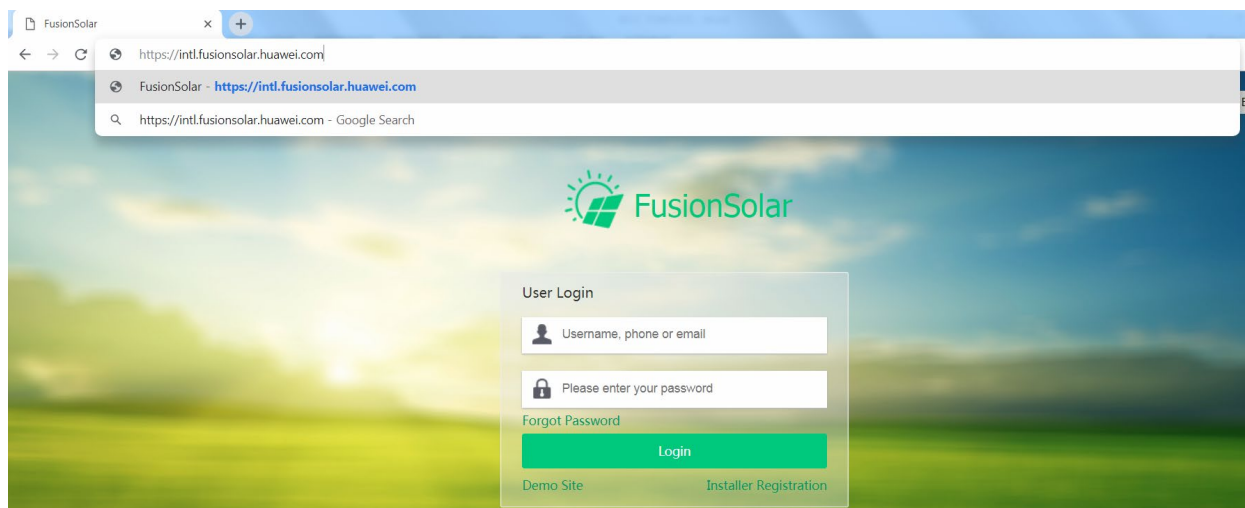 FusionSolar
https://intl.fusionsolar.huawei.com
FusionSolar - https://intl.fusionsolar.huawei.com
https://intl.fusionsolar.huawei.com - Google Search
FusionSolar
User Login
Username, phone or email
Please enter your password
Forgot Password
Login
Demo Site Installer Registration